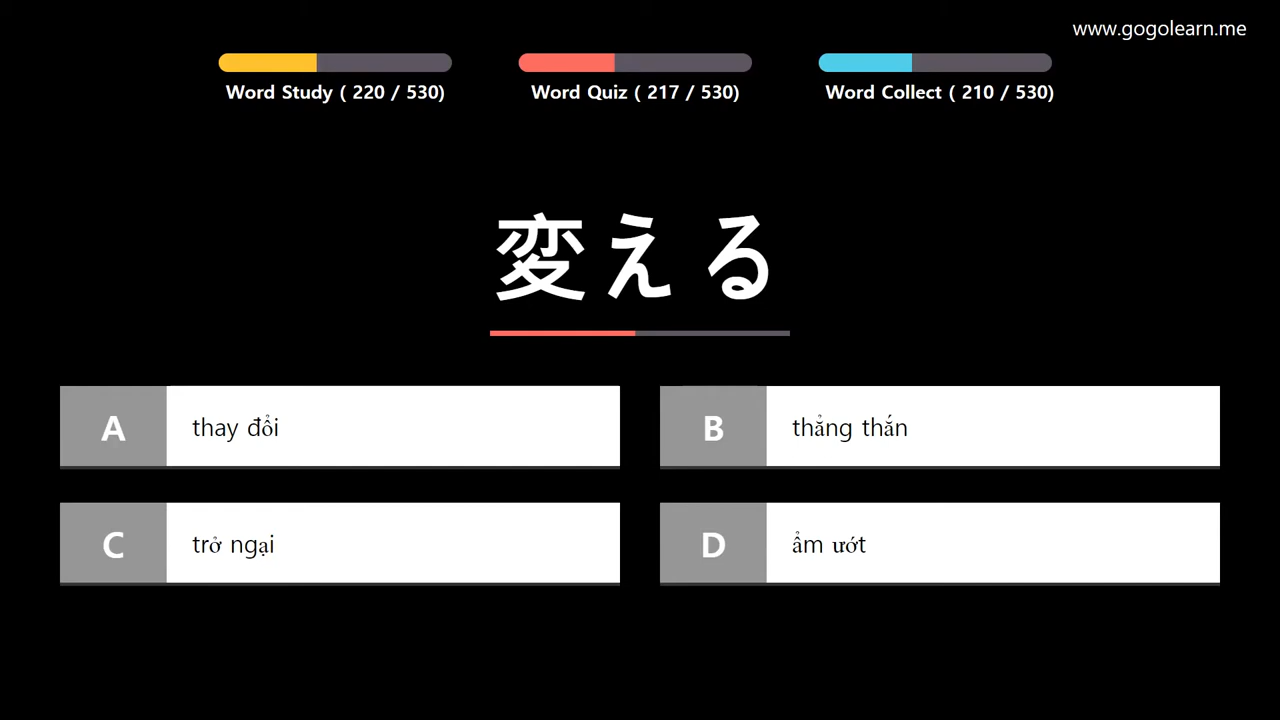 www.gogolearn.me
Word Study ( 220 / 530)
Word Quiz ( 217 / 530)
Word Collect ( 210 / 530)
変える
A thay đổi
B thẳng thắn
C trở ngại
D ẩm ướt